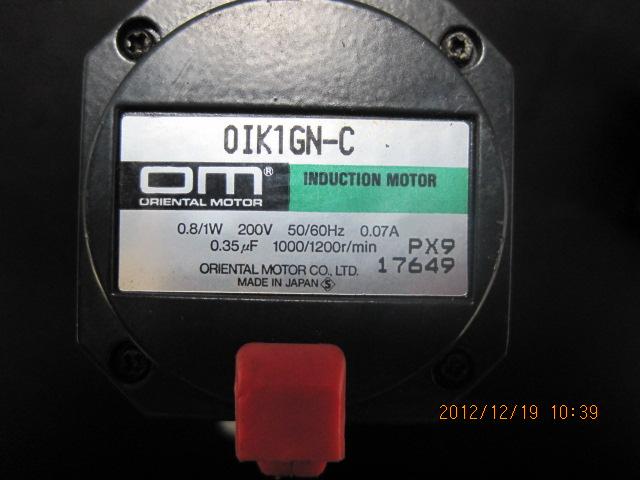 0IK1GN-C
OM®
ORIENTAL MOTOR
INDUCTION MOTOR
0.8/1W 200V 50/60Hz 0.07A
0.35μF 1000/1200r/min PX9
ORIENTAL MOTOR CO., LTD. 17649
MADE IN JAPAN S
2012/12/19 10:39